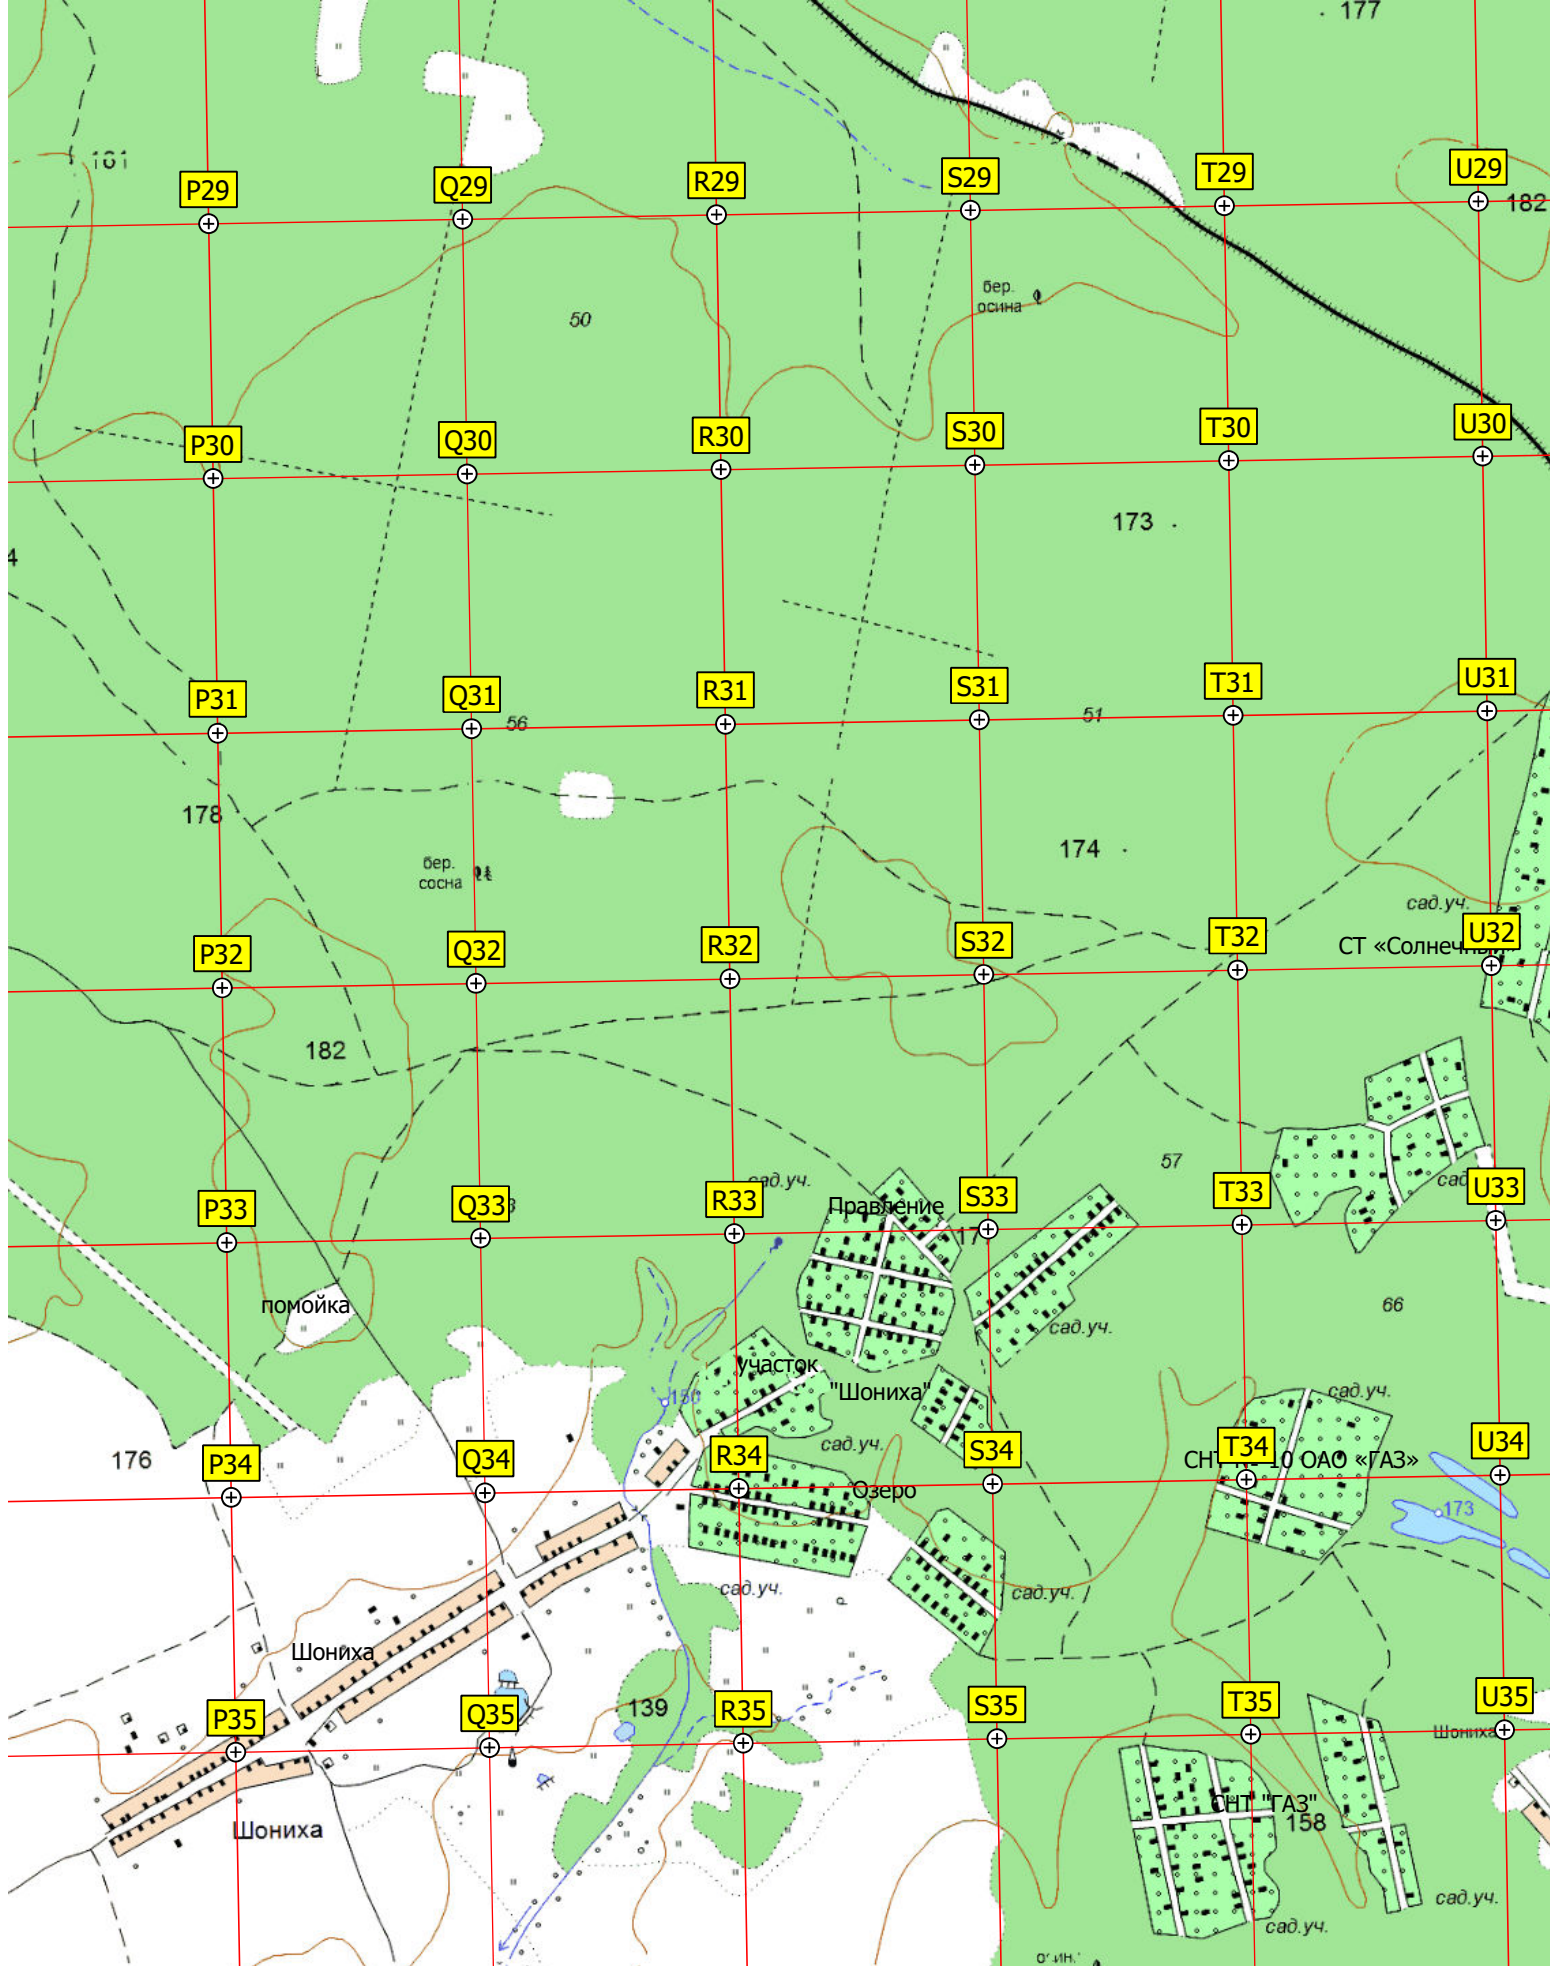 177
181
P29
Q29
R29
S29
T29
U29
182
бер.
осина
50
P30
Q30
R30
S30
T30
U30
173
4
P31
Q31
R31
S31
T31
U31
56
51
178
174
бер.
сосна
сад.уч.
P32
Q32
R32
S32
T32
U32
182
57
сад.уч.
Правление
P33
Q33
R33
S33
T33
U33
помойка
66
сад.уч.
участок
"Шониха"
150
сад.уч.
сад.уч.
176
P34
Q34
R34
S34
T34
U34
10 ОАО «ГАЗ»
Озеро
173
сад.уч.
сад.уч.
Шониха
139
P35
Q35
R35
S35
T35
U35
Шониха
СНТ "ГАЗ"
158
Шониха
сад.уч.
сад.уч.